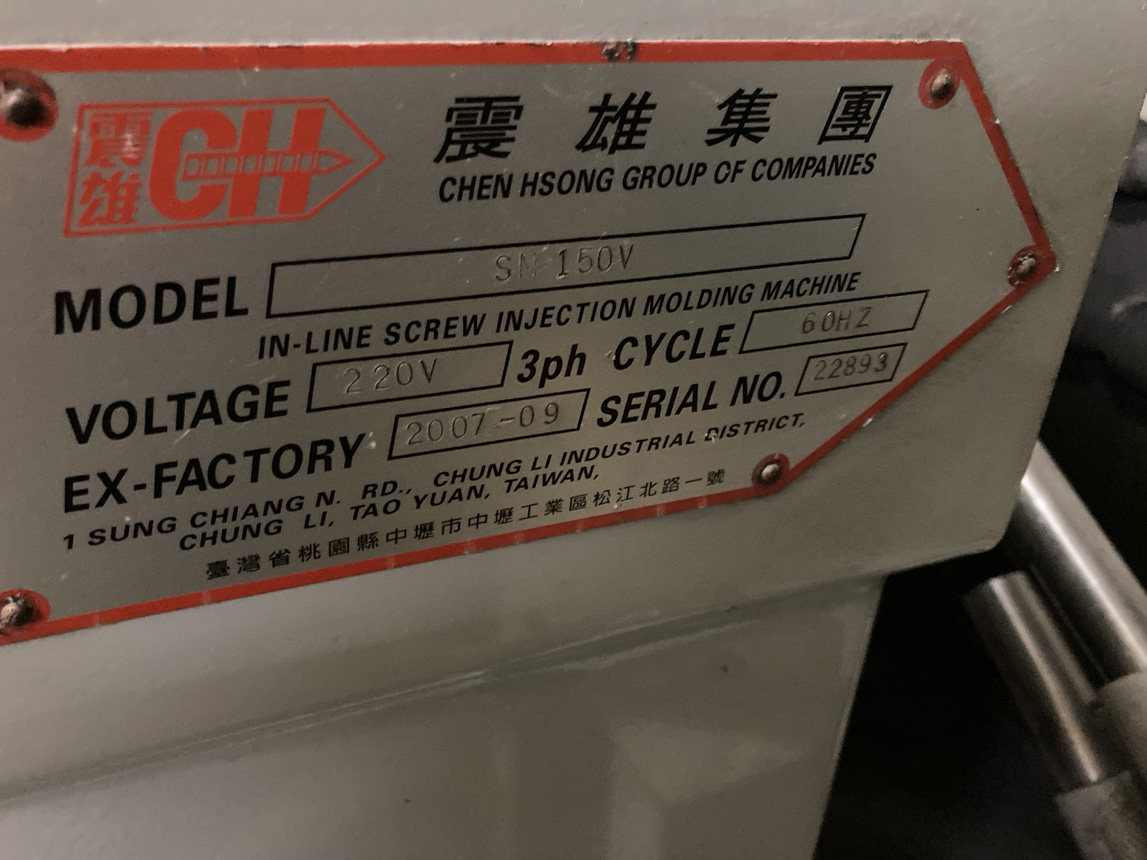 震雄 CH
震雄集團
CHEN HSONG GROUP OF COMPANIES
MODEL SM 150V
IN-LINE SCREW INJECTION MOLDING MACHINE
VOLTAGE 220V 3ph CYCLE 60HZ
EX-FACTORY 2007-09 SERIAL NO. 22893
1 SUNG CHIANG N. RD., CHUNG LI INDUSTRIAL DISTRICT,
CHUNG LI, TAO YUAN, TAIWAN,
臺灣省桃園縣中壢市中壢工業區松江北路一號